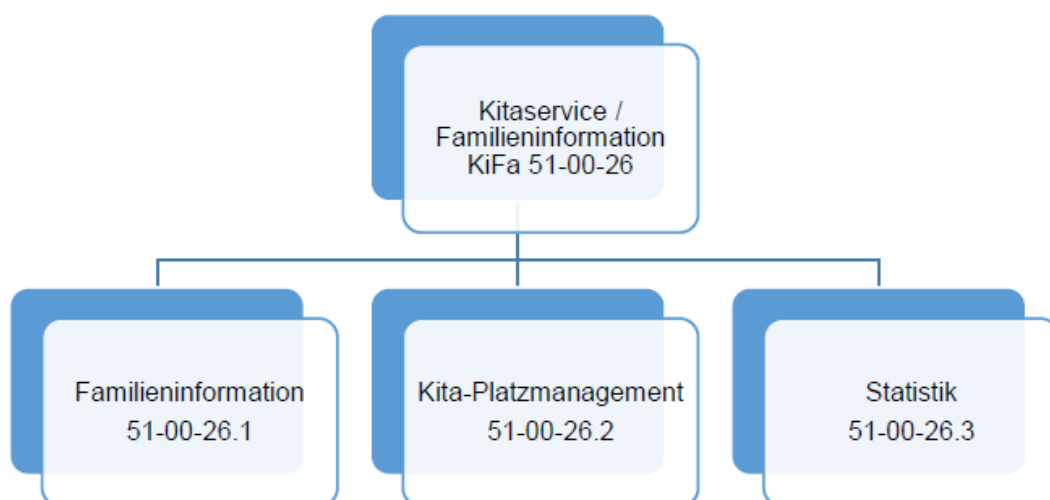 Kitaservice /
Familieninformation
KiFa 51-00-26
Familieninformation
51-00-26.1
Kita-Platzmanagement
51-00-26.2
Statistik
51-00-26.3